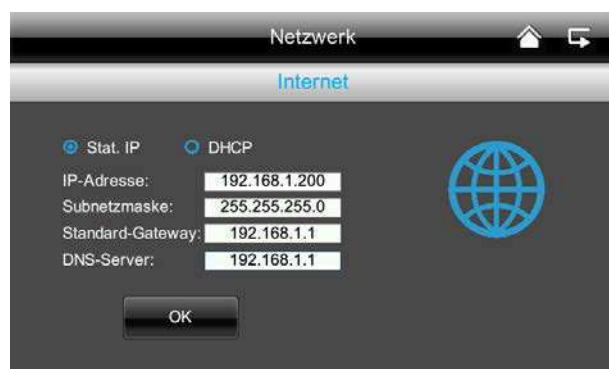 Netzwerk
Internet
Stat. IP DHCP
IP-Adresse: 192.168.1.200
Subnetzmaske: 255.255.255.0
Standard-Gateway: 192.168.1.1
DNS-Server: 192.168.1.1
OK